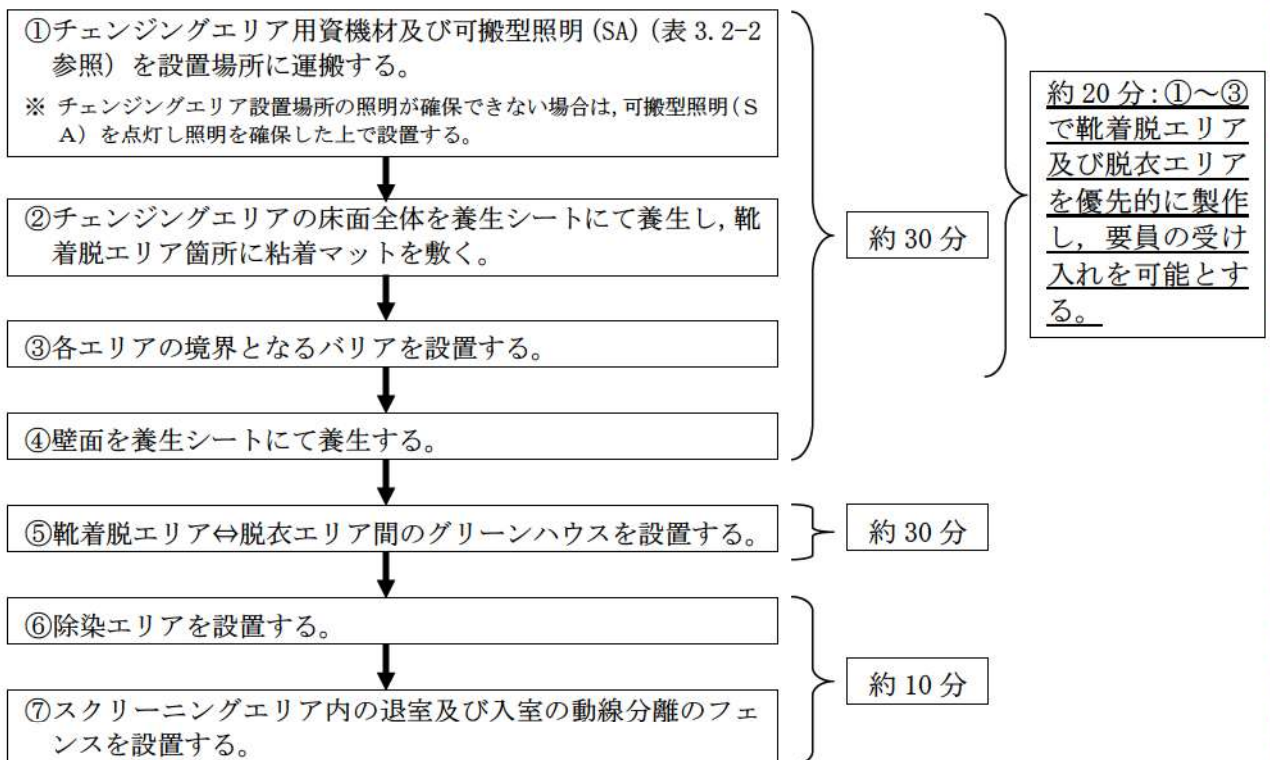 ①チェンジングエリア用資機材及び可搬型照明(SA)(表 3.2-2
参照）を設置場所に運搬する。
※ チェンジングエリア設置場所の照明が確保できない場合は,可搬型照明(S
A）を点灯し照明を確保した上で設置する。
②チェンジングエリアの床面全体を養生シートにて養生し,靴
着脱エリア箇所に粘着マットを敷く。
③各エリアの境界となるバリアを設置する。
④壁面を養生シートにて養生する。
約 30 分
約 20 分:①～③
で靴着脱エリア
及び脱衣エリア
を優先的に製作
し，要員の受け
入れを可能とす
る。
⑤靴着脱エリア⇔脱衣エリア間のグリーンハウスを設置する。
約 30 分
⑥除染エリアを設置する。
⑦スクリーニングエリア内の退室及び入室の動線分離のフェ
ンスを設置する。
約 10 分